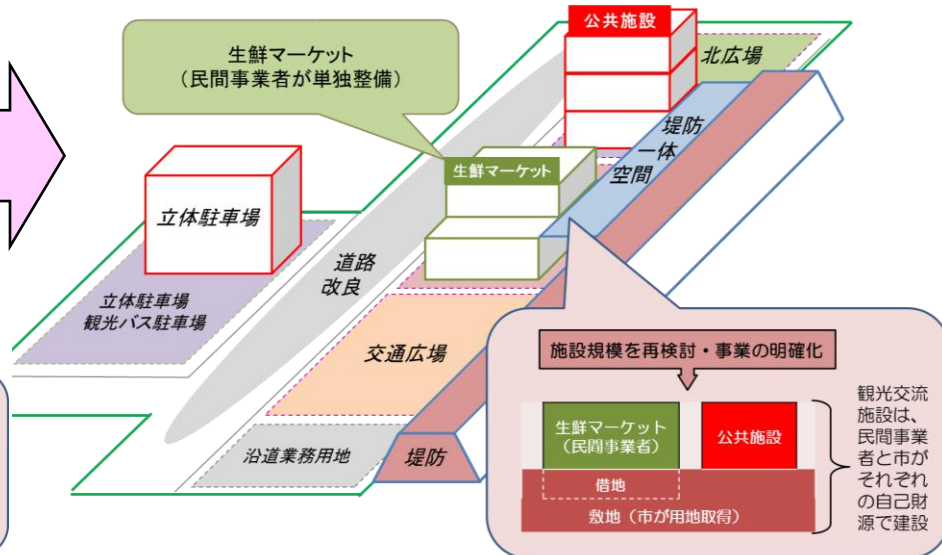 公共施設
生鮮マーケット
（民間事業者が単独整備）
北広場
堤防
一体
空間
生鮮マーケット
立体駐車場
道路
改良
立体駐車場
観光バス駐車場
交通広場
沿道業務用地
堤防
施設規模を再検討・事業の明確化
生鮮マーケット
（民間事業者）
公共施設
借地
敷地（市が用地取得）
観光交流
施設は、
民間事業
者と市が
それぞれ
の自己財
源で建設